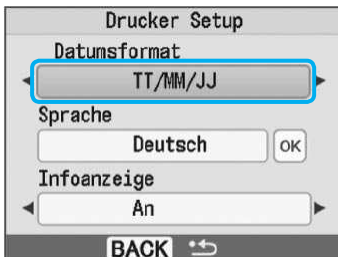 Drucker Setup
Datumsformat
TT/MM/JJ
Sprache
Deutsch OK
Infoanzeige
An
BACK